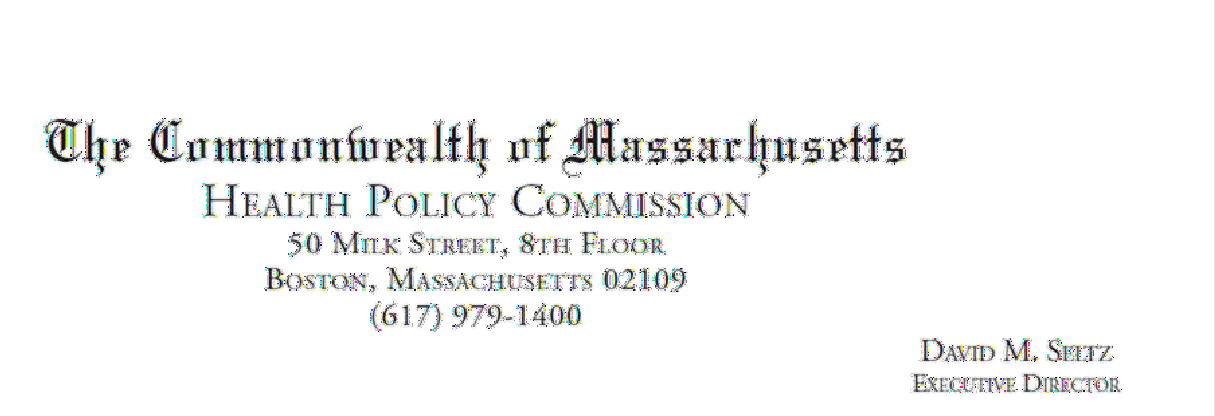 The Commonwealth of Massachusetts
HEALTH POLICY COMMISSION
50 MILK STREET, 8TH FLOOR
BOSTON, MASSACHUSETTS 02109
(617) 979-1400
DAVID M. SELTZ
EXECUTIVE DIRECTOR